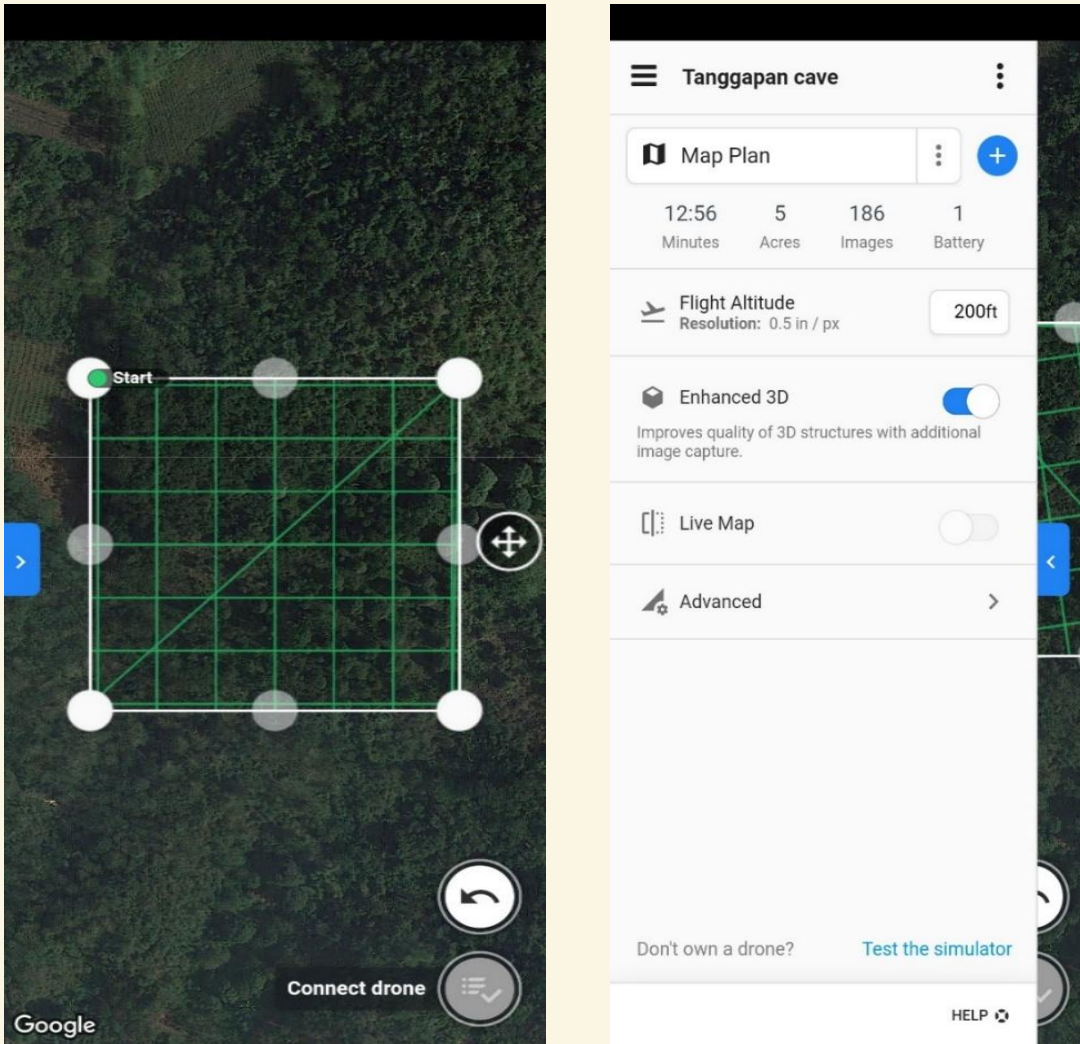 Start
Connect drone
Google
Tanggapan cave
Map Plan
12:56 5 186 1
Minutes Acres Images Battery
Flight Altitude
Resolution: 0.5 in / px
200ft
Enhanced 3D
Improves quality of 3D structures with additional
image capture.
Live Map
Advanced
Don't own a drone? Test the simulator
HELP